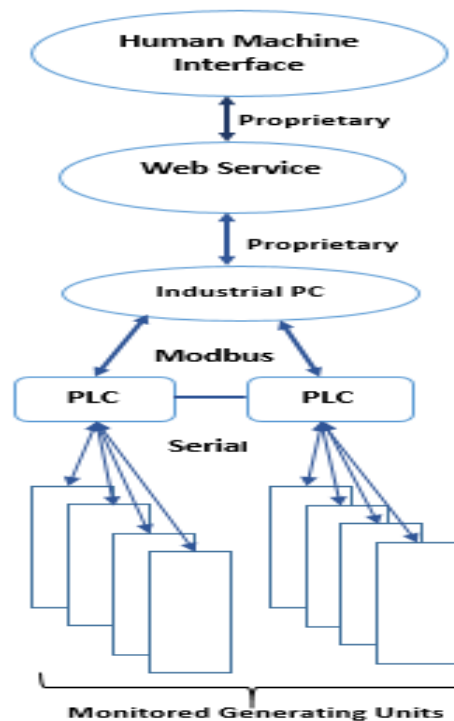 Human Machine
Interface
Proprietary
Web Service
Proprietary
Industrial PC
Modbus
PLC
PLC
Serial
Monitored Generating Units